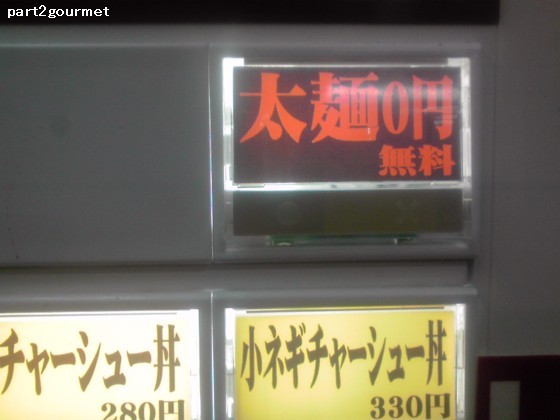 part2gourmet
太麺0円
無料
チャーシュー丼
280円
小ネギチャーシュー丼
330円